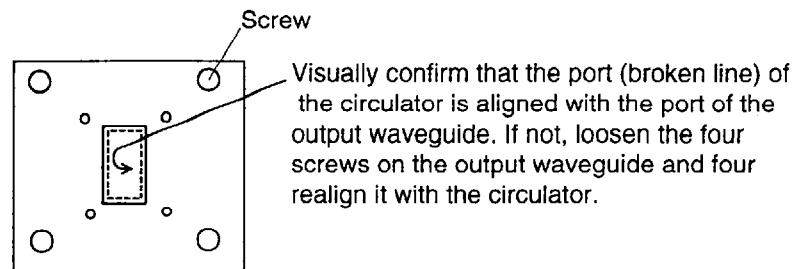 Screw
Visually confirm that the port (broken line) of
the circulator is aligned with the port of the
output waveguide. If not, loosen the four
screws on the output waveguide and four
realign it with the circulator.